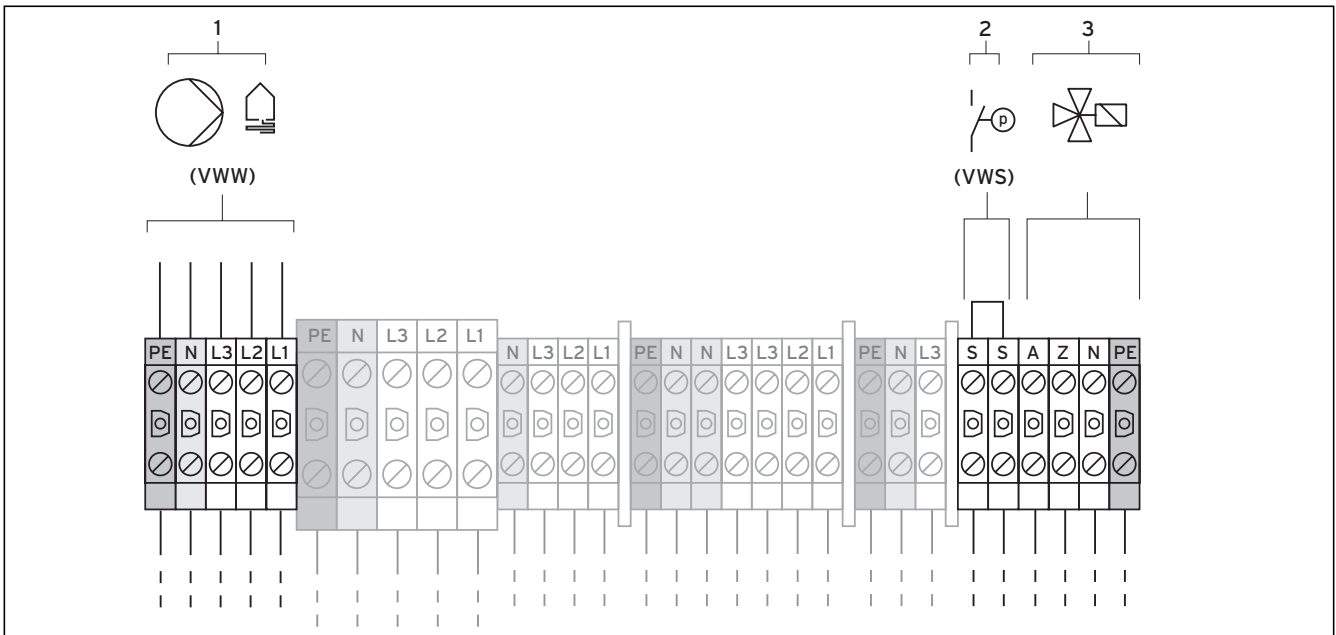 1 2 3
p
(VWW) (VWS)
PE N L3 L2 L1
PE N L3 L2 L1 N L3 L2 L1 PE N N L3 L3 L2 L1 PE N L3 S S A Z N PE